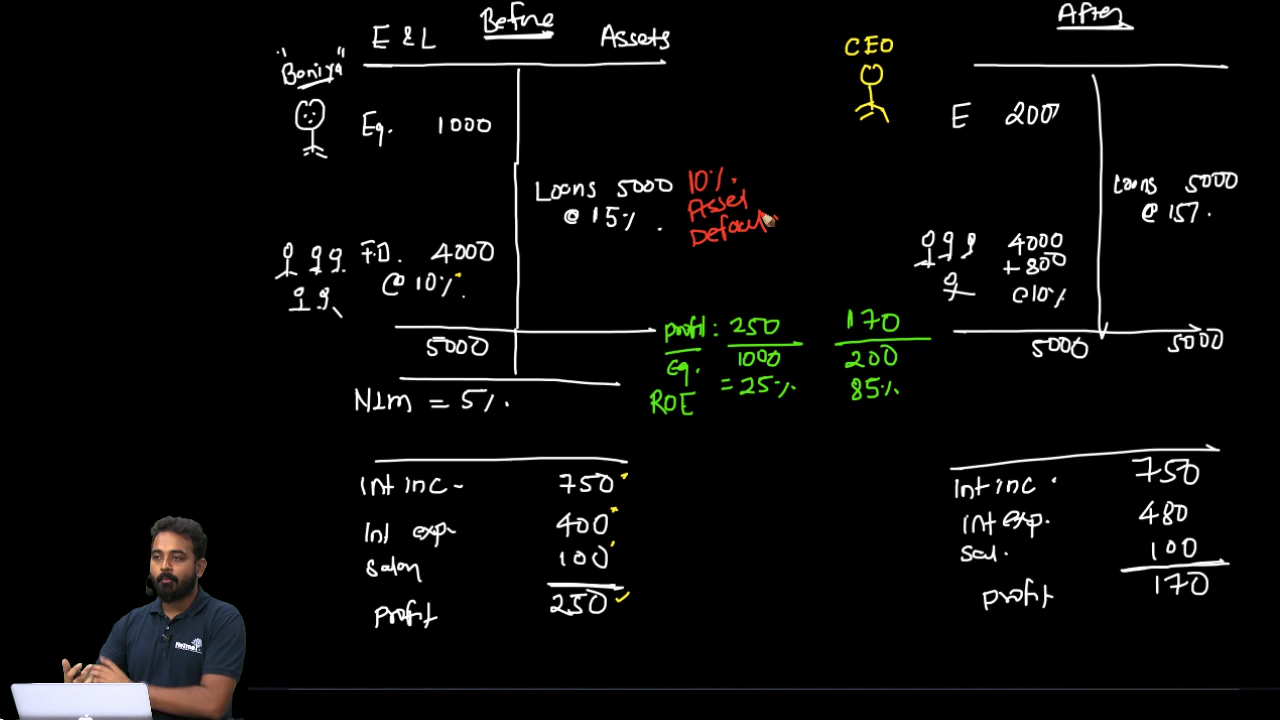 Before
E & L
Assets
"Baniya"
Eq. 1000
Loans 5000
@ 15%.
10%.
Asset
Default
F.D. 4000
@ 10%.
5000
NIM = 5%.
Int inc - 750
Int exp. 400
Salary 100
profit 250
profit : 250
Eq. 1000
ROE = 25%
170
200
85%
After
CEO
E 200
Loans 5000
@ 15%.
4000
+ 800
@10%
5000
5000
Int inc. 750
Int exp. 480
Sal. 100
profit 170